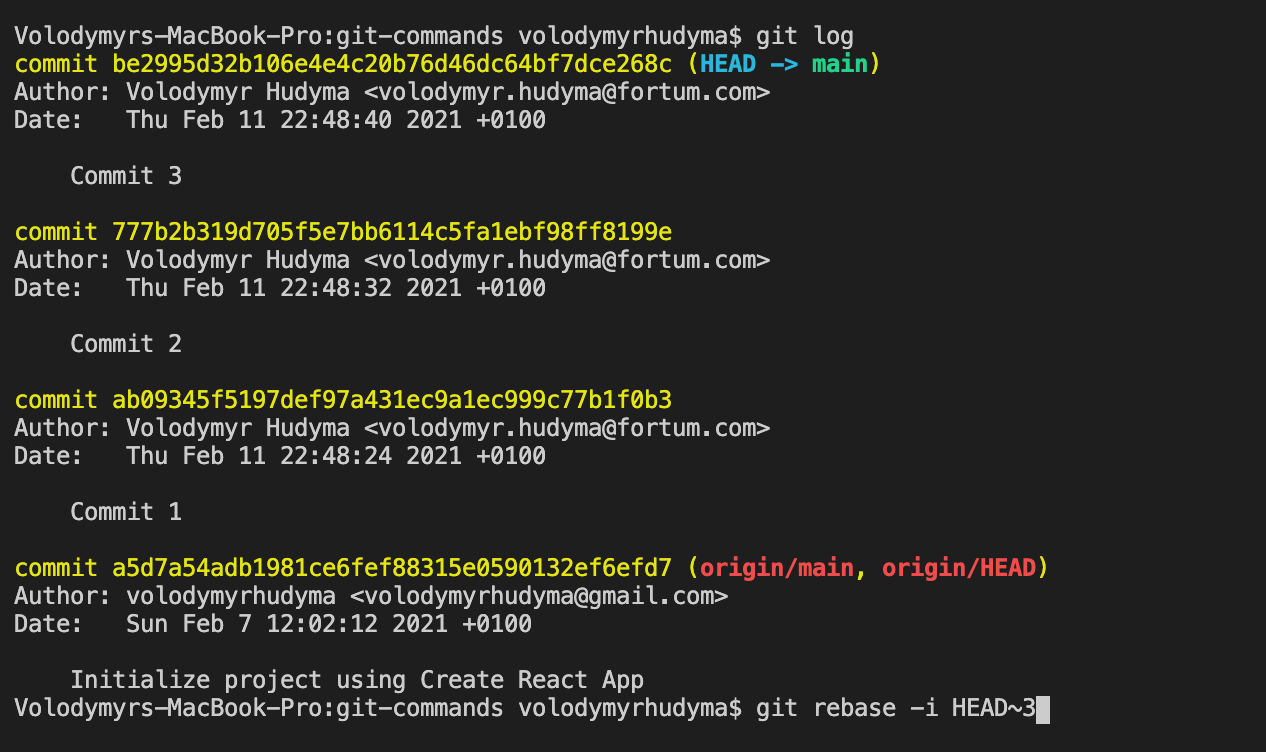 Volodymyrs-MacBook-Pro:git-commands volodymyrhudyma$ git log
commit be2995d32b106e4e4c20b76d46dc64bf7dce268c (HEAD -> main)
Author: Volodymyr Hudyma <volodymyr.hudyma@fortum.com>
Date:   Thu Feb 11 22:48:40 2021 +0100
    Commit 3
commit 777b2b319d705f5e7bb6114c5fa1ebf98ff8199e
Author: Volodymyr Hudyma <volodymyr.hudyma@fortum.com>
Date:   Thu Feb 11 22:48:32 2021 +0100
    Commit 2
commit ab09345f5197def97a431ec9a1ec999c77b1f0b3
Author: Volodymyr Hudyma <volodymyr.hudyma@fortum.com>
Date:   Thu Feb 11 22:48:24 2021 +0100
    Commit 1
commit a5d7a54adb1981ce6fef88315e0590132ef6efd7 (origin/main, origin/HEAD)
Author: volodymyrhudyma <volodymyrhudyma@gmail.com>
Date:   Sun Feb 7 12:02:12 2021 +0100
    Initialize project using Create React App
Volodymyrs-MacBook-Pro:git-commands volodymyrhudyma$ git rebase -i HEAD~3